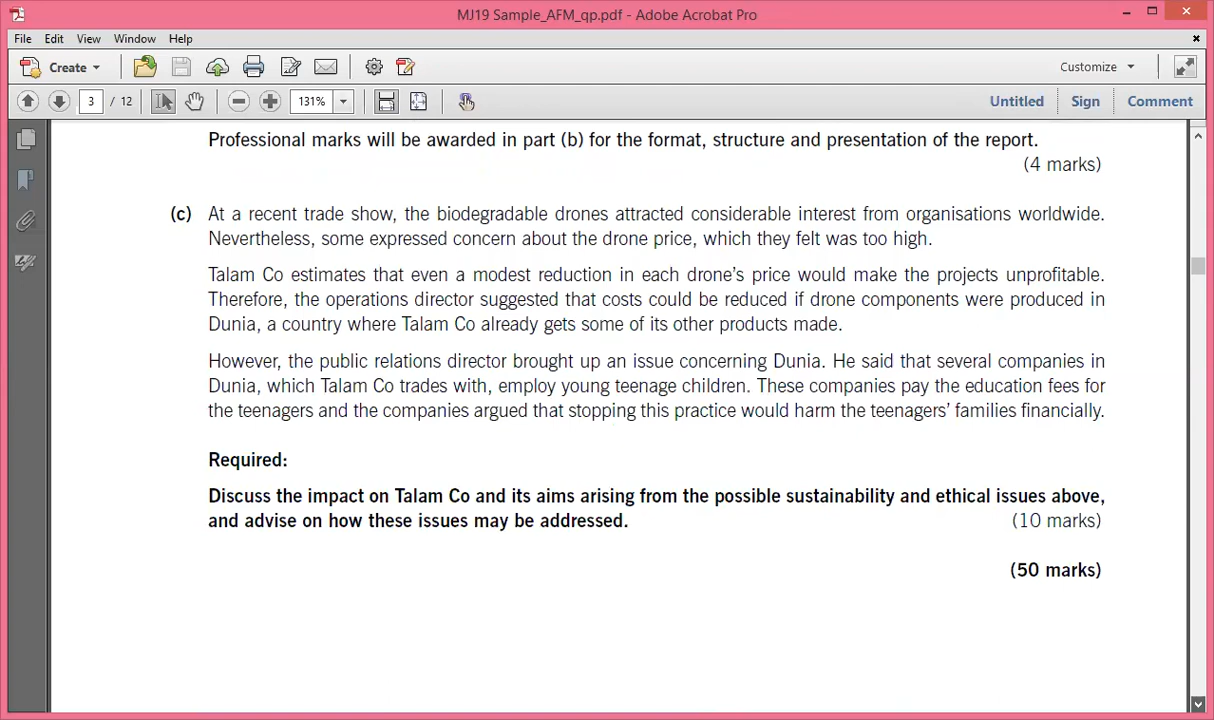 MJ19 Sample_AFM_qp.pdf - Adobe Acrobat Pro
File Edit View Window Help
Create Customize
3 / 12 131% Untitled Sign Comment
Professional marks will be awarded in part (b) for the format, structure and presentation of the report.
(4 marks)
(c) At a recent trade show, the biodegradable drones attracted considerable interest from organisations worldwide.
Nevertheless, some expressed concern about the drone price, which they felt was too high.
Talam Co estimates that even a modest reduction in each drone's price would make the projects unprofitable.
Therefore, the operations director suggested that costs could be reduced if drone components were produced in
Dunia, a country where Talam Co already gets some of its other products made.
However, the public relations director brought up an issue concerning Dunia. He said that several companies in
Dunia, which Talam Co trades with, employ young teenage children. These companies pay the education fees for
the teenagers and the companies argued that stopping this practice would harm the teenagers' families financially.
Required:
Discuss the impact on Talam Co and its aims arising from the possible sustainability and ethical issues above,
and advise on how these issues may be addressed. (10 marks)
(50 marks)